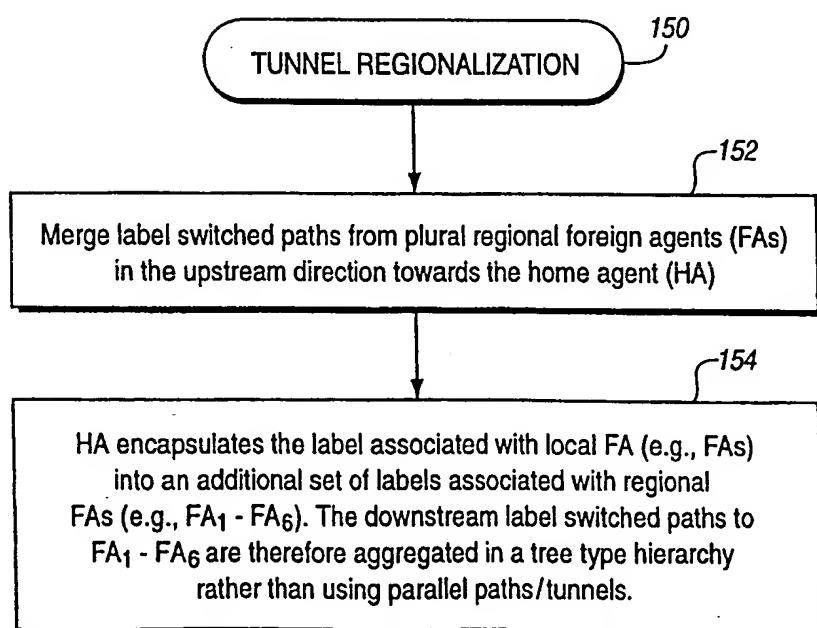 150
TUNNEL REGIONALIZATION
152
Merge label switched paths from plural regional foreign agents (FAs)
in the upstream direction towards the home agent (HA)
154
HA encapsulates the label associated with local FA (e.g., FAs)
into an additional set of labels associated with regional
FAs (e.g., FA₁ - FA₆). The downstream label switched paths to
FA₁ - FA₆ are therefore aggregated in a tree type hierarchy
rather than using parallel paths/tunnels.